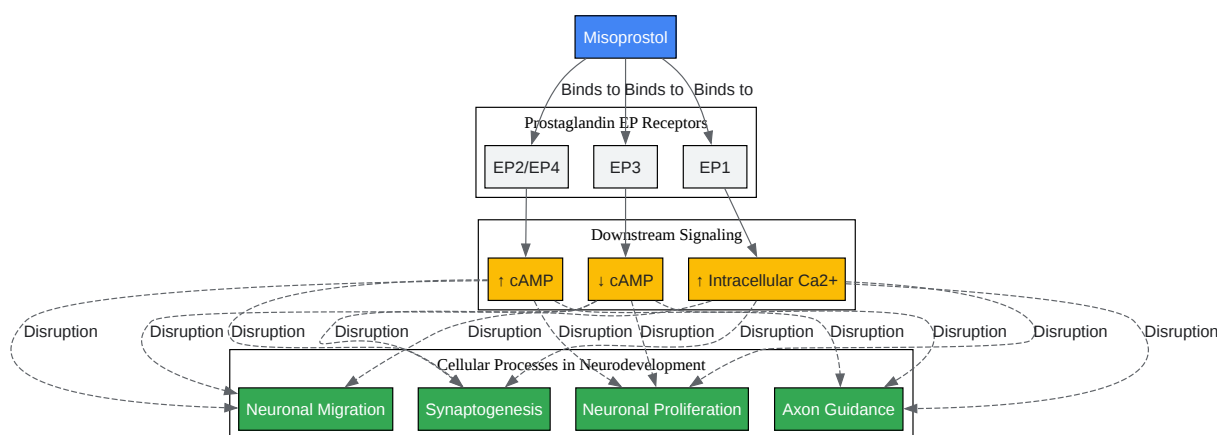 Misoprostol
Binds to Binds to Binds to
Prostaglandin EP Receptors
EP2/EP4 EP3 EP1
Downstream Signaling
↑ cAMP ↓ cAMP ↑ Intracellular Ca2+
Disruption Disruption Disruption Disruption Disruption Disruption Disruption Disruption Disruption Disruption Disruption Disruption
Cellular Processes in Neurodevelopment
Neuronal Migration Synaptogenesis Neuronal Proliferation Axon Guidance